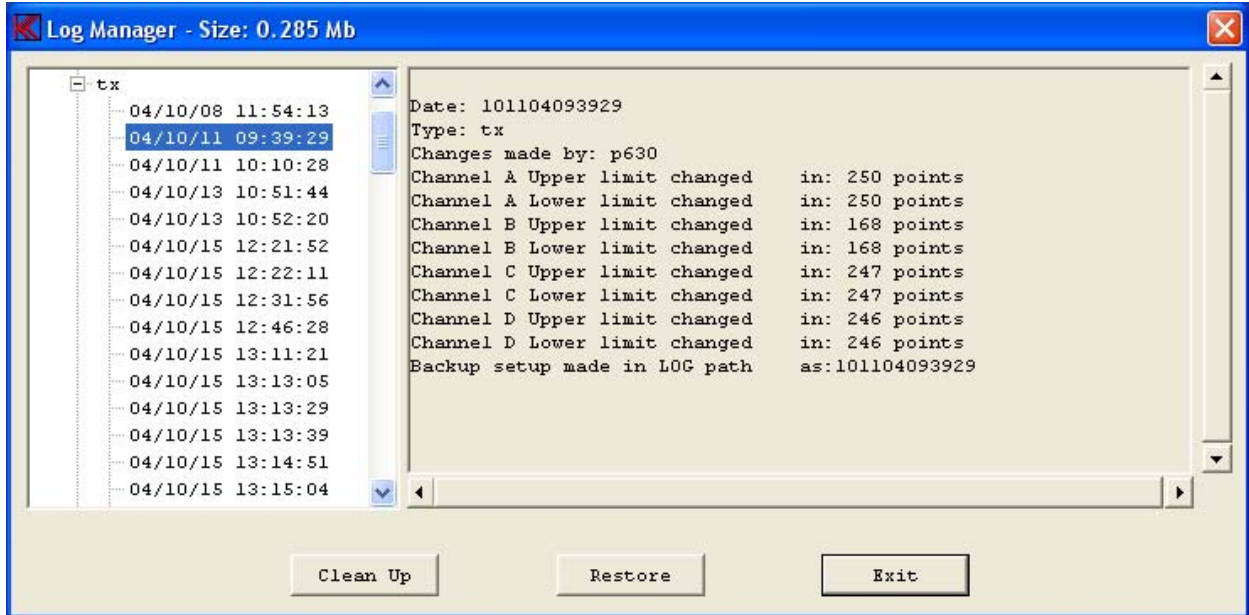 Log Manager - Size: 0.285 Mb
tx
04/10/08 11:54:13
04/10/11 09:39:29
04/10/11 10:10:28
04/10/13 10:51:44
04/10/13 10:52:20
04/10/15 12:21:52
04/10/15 12:22:11
04/10/15 12:31:56
04/10/15 12:46:28
04/10/15 13:11:21
04/10/15 13:13:05
04/10/15 13:13:29
04/10/15 13:13:39
04/10/15 13:14:51
04/10/15 13:15:04
Date: 101104093929
Type: tx
Changes made by: p630
Channel A Upper limit changed in: 250 points
Channel A Lower limit changed in: 250 points
Channel B Upper limit changed in: 168 points
Channel B Lower limit changed in: 168 points
Channel C Upper limit changed in: 247 points
Channel C Lower limit changed in: 247 points
Channel D Upper limit changed in: 246 points
Channel D Lower limit changed in: 246 points
Backup setup made in LOG path as:101104093929
Clean Up Restore Exit